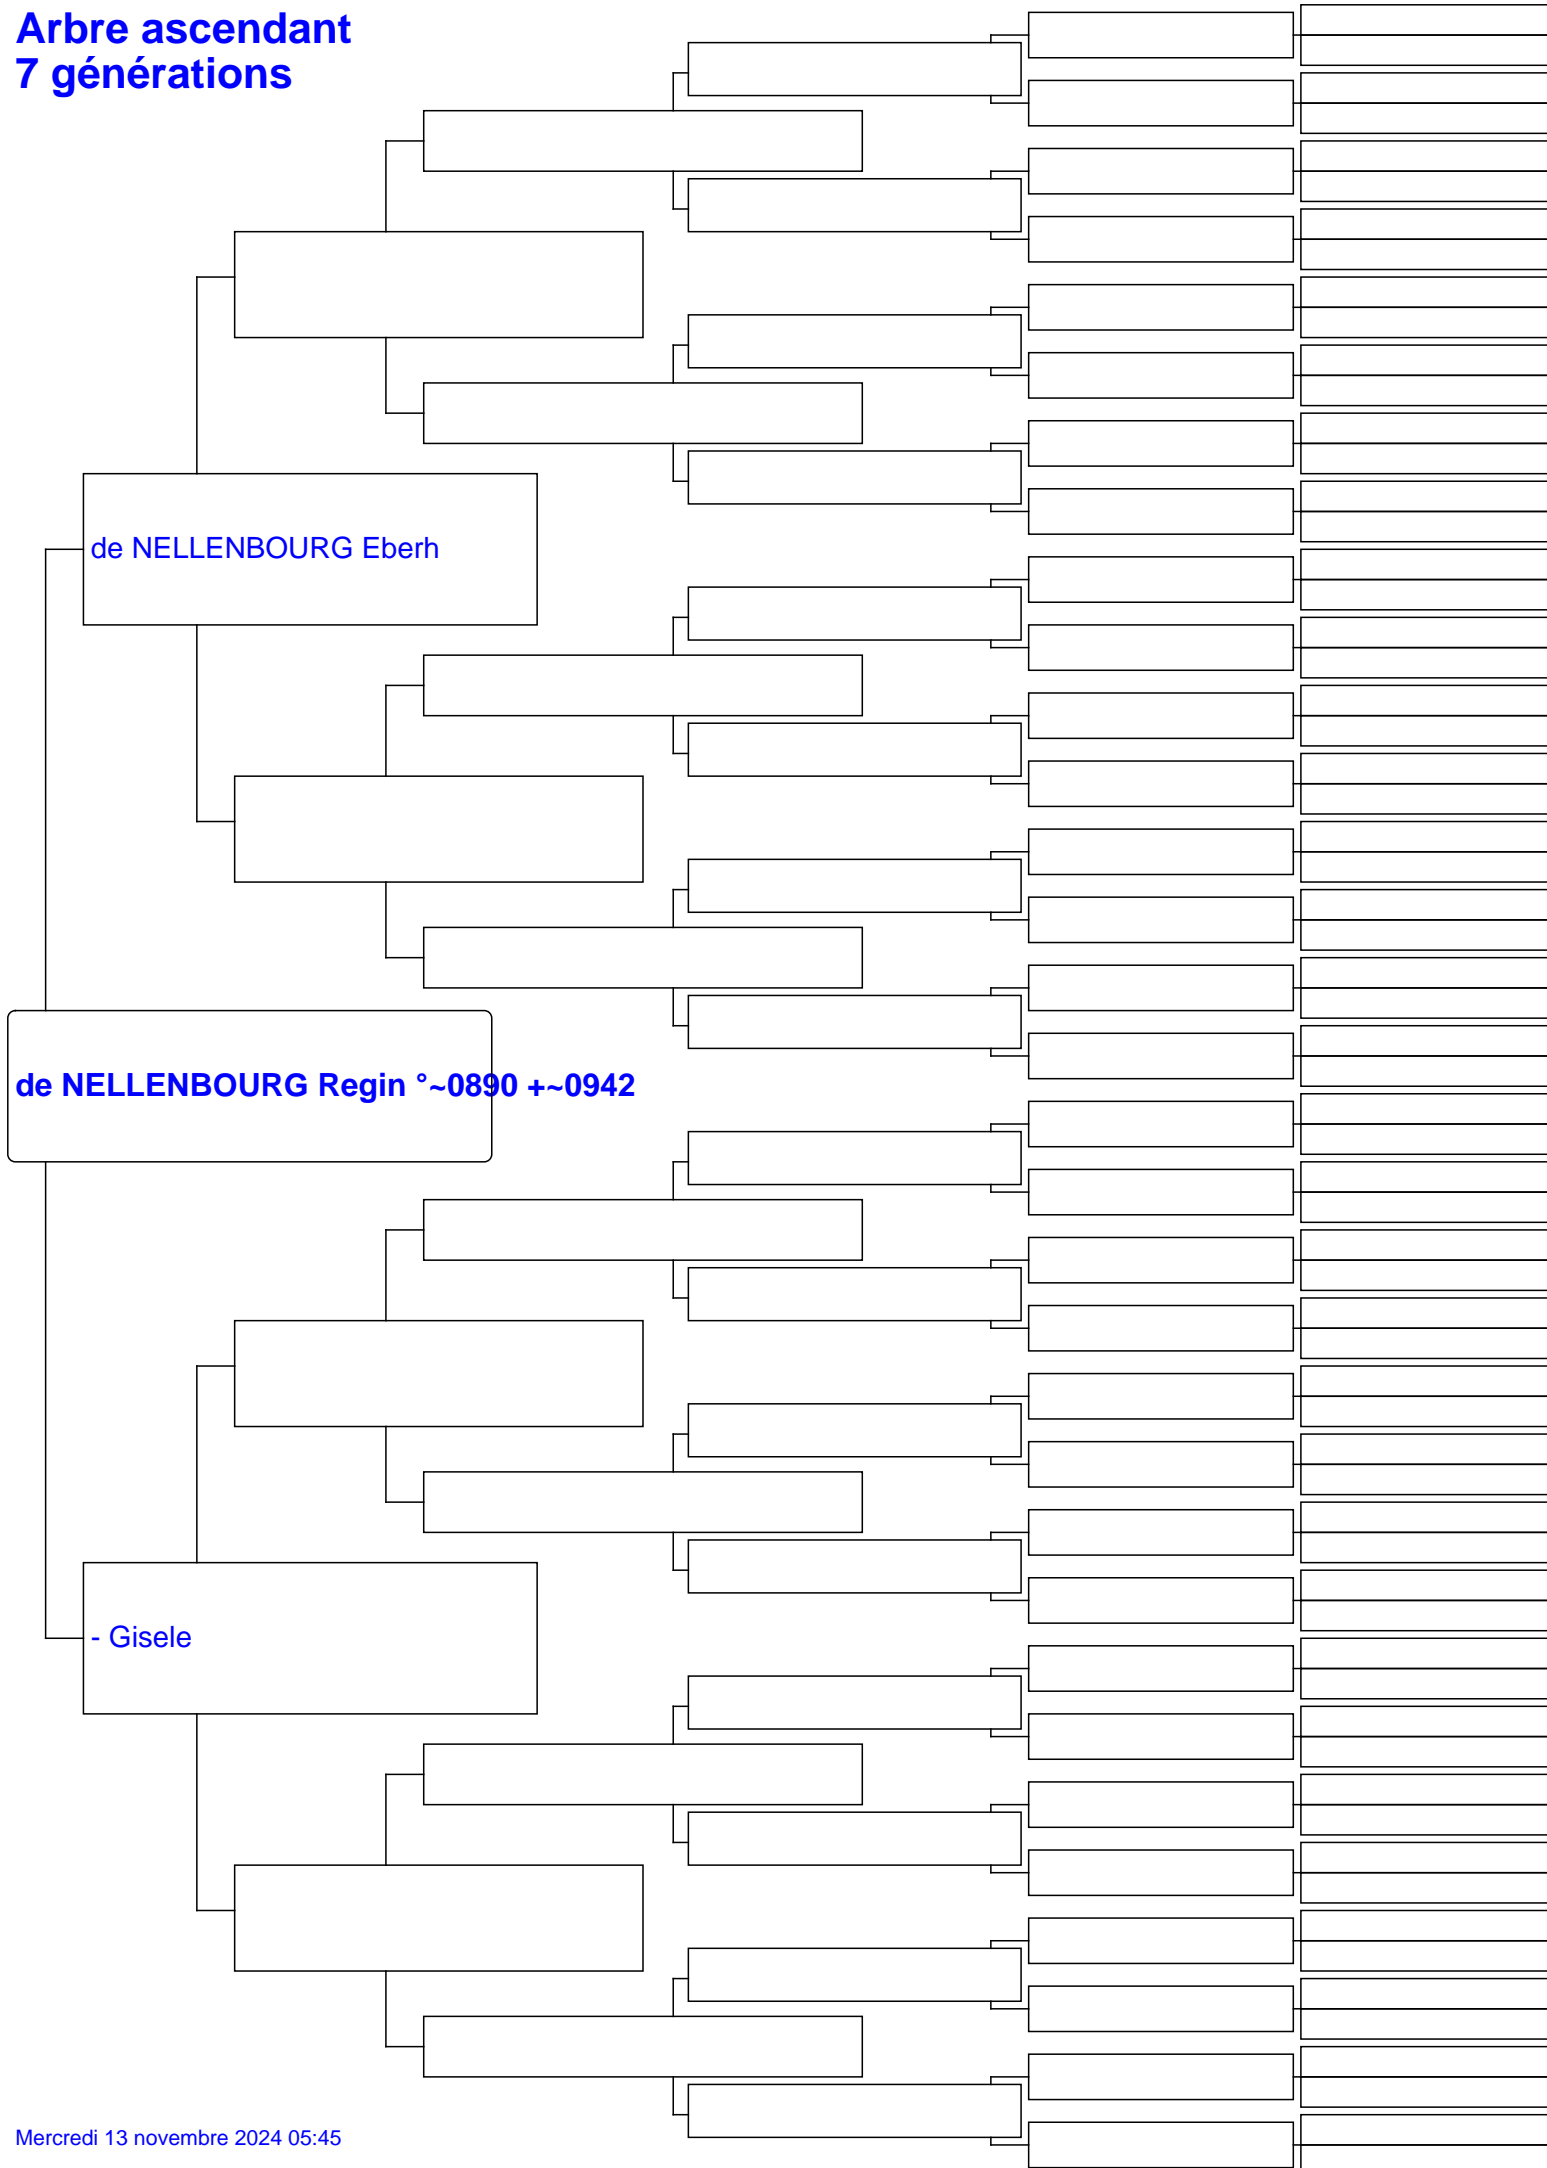 Arbre ascendant
7 générations
de NELLENBOURG Eberh
de NELLENBOURG Regin °~0890 +~0942
- Gisele
Mercredi 13 novembre 2024 05:45